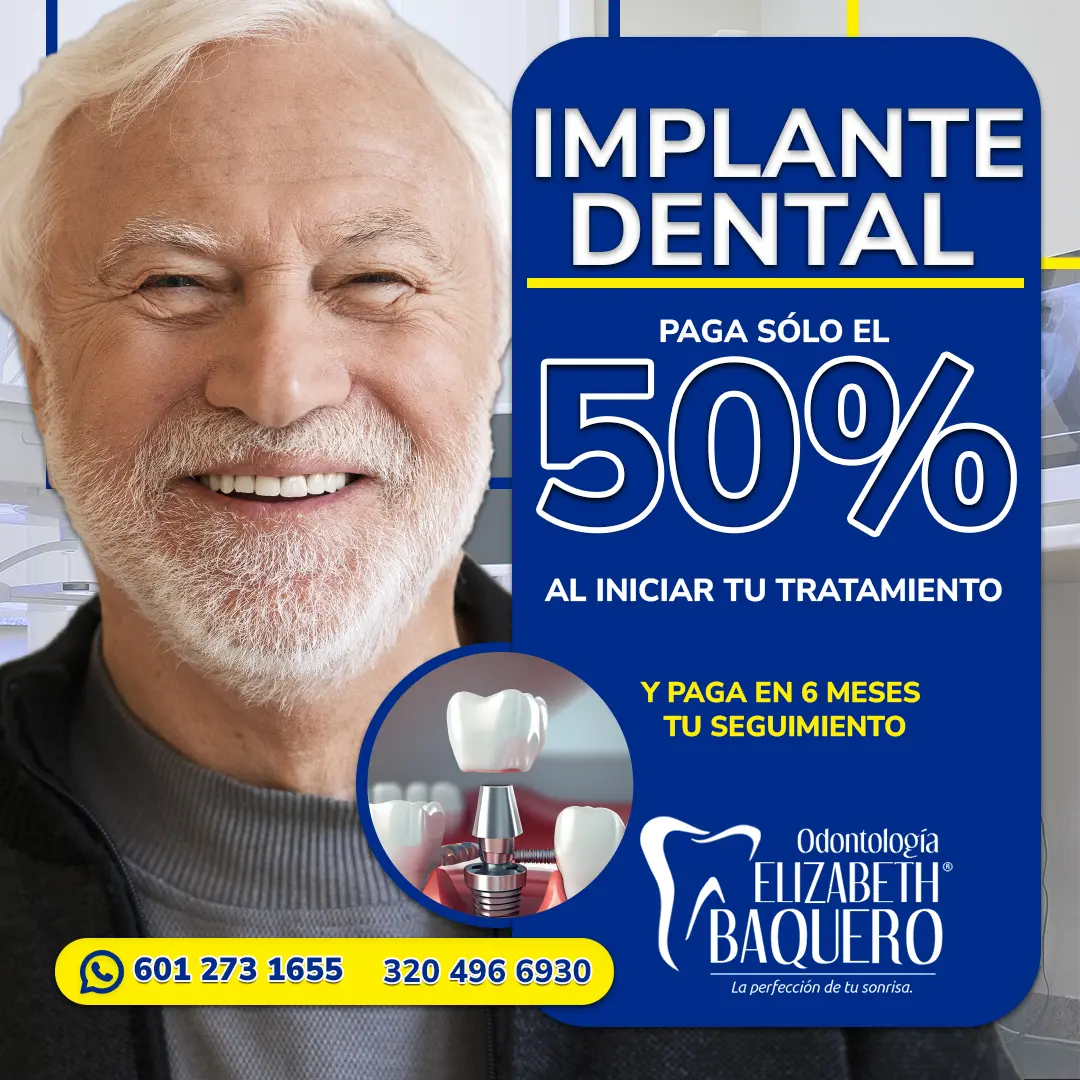 IMPLANTE
DENTAL
PAGA SÓLO EL
50%
AL INICIAR TU TRATAMIENTO
Y PAGA EN 6 MESES
TU SEGUIMIENTO
Odontología
ELIZABETH®
BAQUERO
La perfección de tu sonrisa.
601 273 1655 320 496 6930